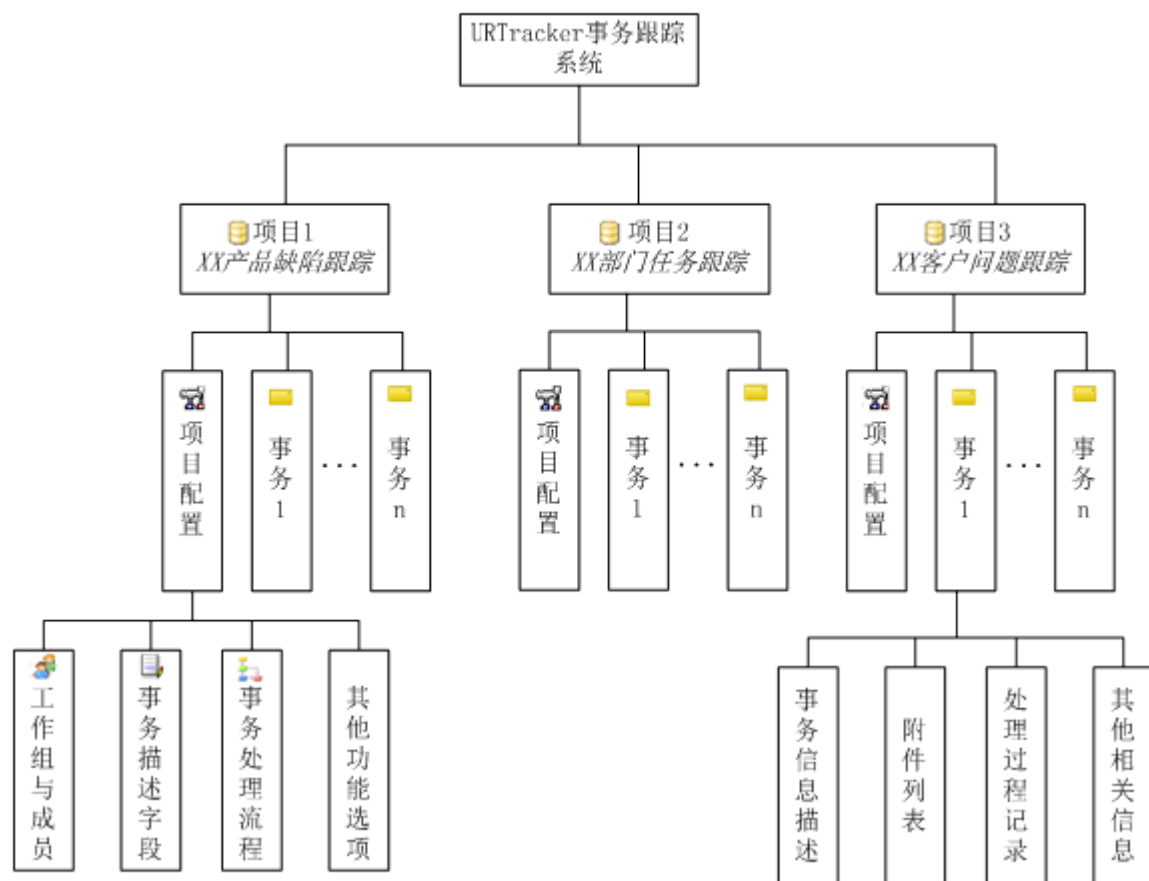 URTracker事务跟踪
系统
项目1
XX产品缺陷跟踪
项目2
XX部门任务跟踪
项目3
XX客户问题跟踪
项目配置
事务1
...
事务n
项目配置
事务1
...
事务n
项目配置
事务1
...
事务n
工作组与成员
事务描述字段
事务处理流程
其他功能选项
事务信息描述
附件列表
处理过程记录
其他相关信息